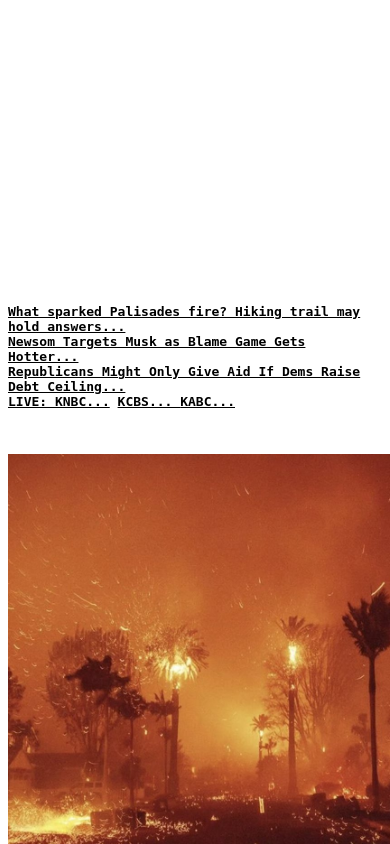 What sparked Palisades fire? Hiking trail may
hold answers...
Newsom Targets Musk as Blame Game Gets
Hotter...
Republicans Might Only Give Aid If Dems Raise
Debt Ceiling...
LIVE: KNBC... KCBS... KABC...